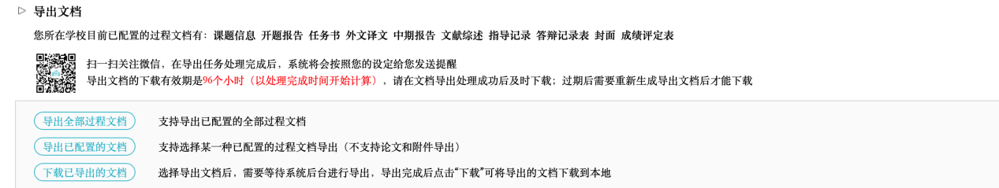 导出文档
您所在学校目前已配置的过程文档有：课题信息 开题报告 任务书 外文译文 中期报告 文献综述 指导记录 答辩记录表 封面 成绩评定表
扫一扫关注微信，在导出任务处理完成后，系统将会按照您的设定给您发送提醒
导出文档的下载有效期是96个小时（以处理完成时间开始计算），请在文档导出处理成功后及时下载；过期后需要重新生成导出文档后才能下载
导出全部过程文档 支持导出已配置的全部过程文档
导出已配置的文档 支持选择某一种已配置的过程文档导出（不支持论文和附件导出）
下载已导出的文档 选择导出文档后，需要等待系统后台进行导出，导出完成后点击“下载”可将导出的文档下载到本地